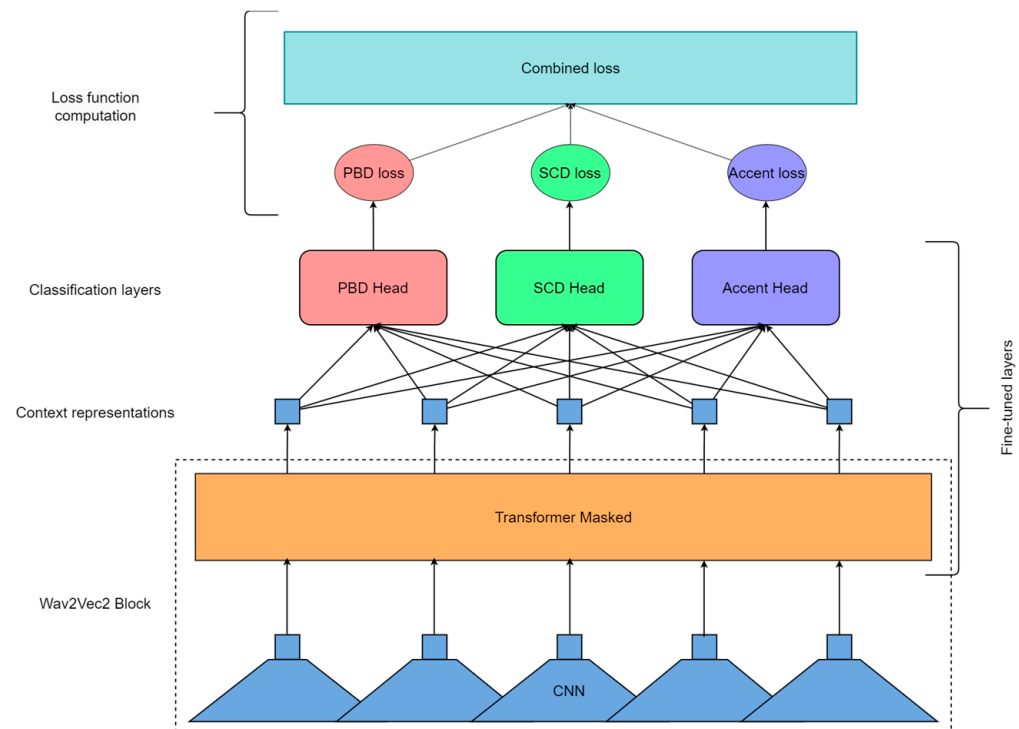 Combined loss
Loss function
computation
PBD loss
SCD loss
Accent loss
Classification layers
PBD Head
SCD Head
Accent Head
Context representations
Fine-tuned layers
Transformer Masked
Wav2Vec2 Block
CNN